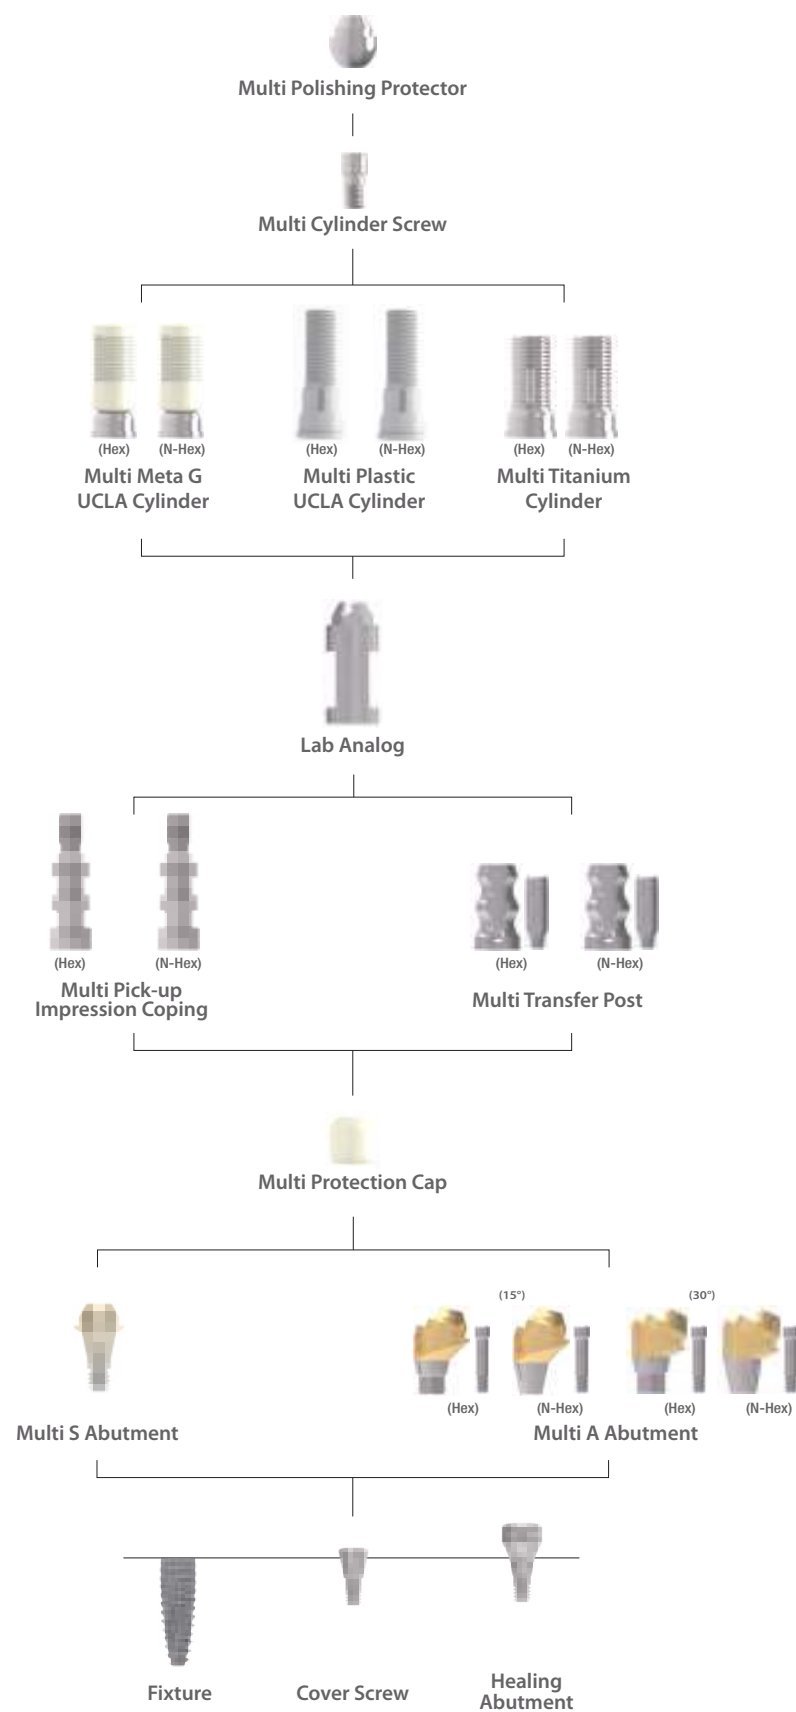 Multi Polishing Protector
Multi Cylinder Screw
(Hex) (N-Hex) (Hex) (N-Hex) (Hex) (N-Hex)
Multi Meta G Multi Plastic Multi Titanium
UCLA Cylinder UCLA Cylinder Cylinder
Lab Analog
(Hex) (N-Hex) (Hex) (N-Hex)
Multi Pick-up
Impression Coping
Multi Transfer Post
Multi Protection Cap
(15°) (30°)
(Hex) (N-Hex) (Hex) (N-Hex)
Multi S Abutment Multi A Abutment
Fixture Cover Screw
Healing
Abutment